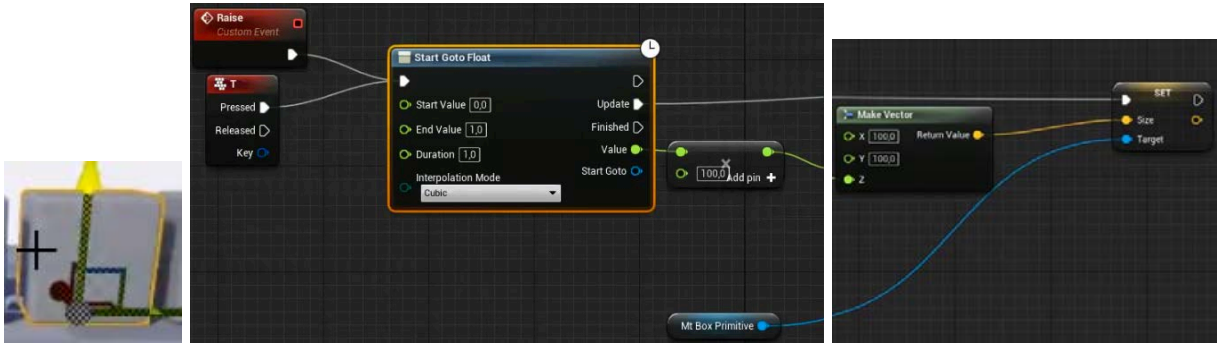 Raise
Custom Event
T
Pressed
Released
Key
Start Goto Float
Start Value 0,0
End Value 1,0
Duration 1,0
Interpolation Mode
Cubic
Update
Finished
Value
Start Goto
100,0
Add pin +
Mt Box Primitive
Make Vector
X 100,0
Y 100,0
Z
Return Value
SET
Size
Target